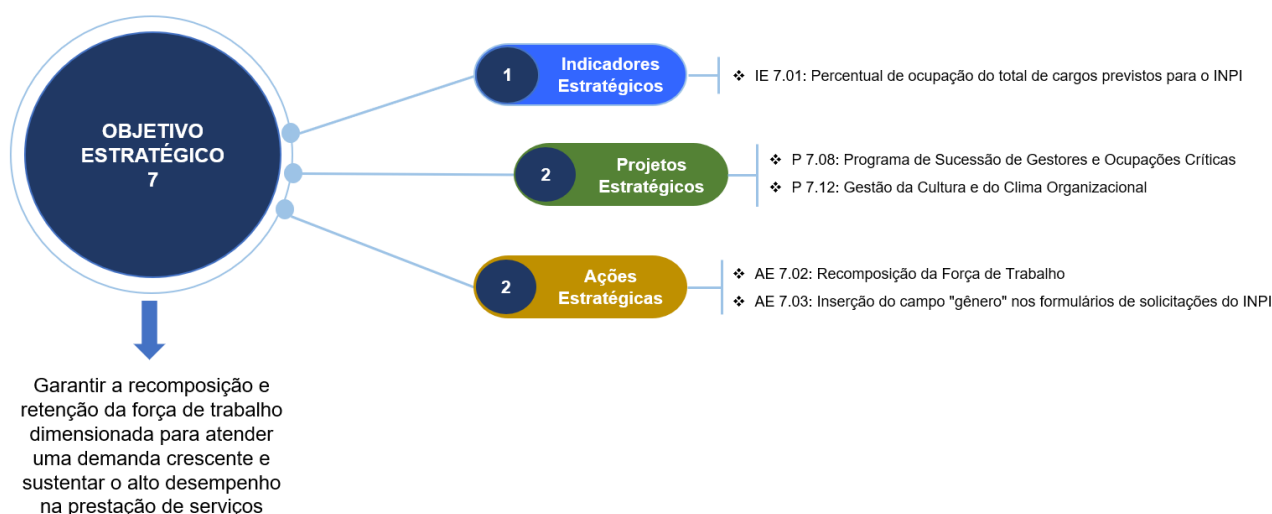 OBJETIVO
ESTRATÉGICO
7
Garantir a recomposição e
retenção da força de trabalho
dimensionada para atender
uma demanda crescente e
sustentar o alto desempenho
na prestação de serviços
1
Indicadores
Estratégicos
❖ IE 7.01: Percentual de ocupação do total de cargos previstos para o INPI
2
Projetos
Estratégicos
❖ P 7.08: Programa de Sucessão de Gestores e Ocupações Críticas
❖ P 7.12: Gestão da Cultura e do Clima Organizacional
2
Ações
Estratégicas
❖ AE 7.02: Recomposição da Força de Trabalho
❖ AE 7.03: Inserção do campo "gênero" nos formulários de solicitações do INPI